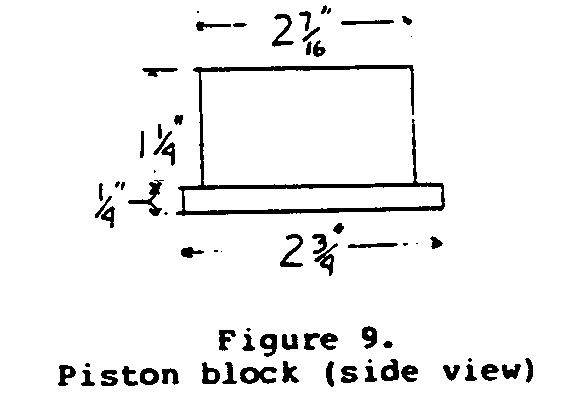 2 7/16"
1 1/4"
1/4"
2 3/4"
Figure 9.
Piston block (side view)